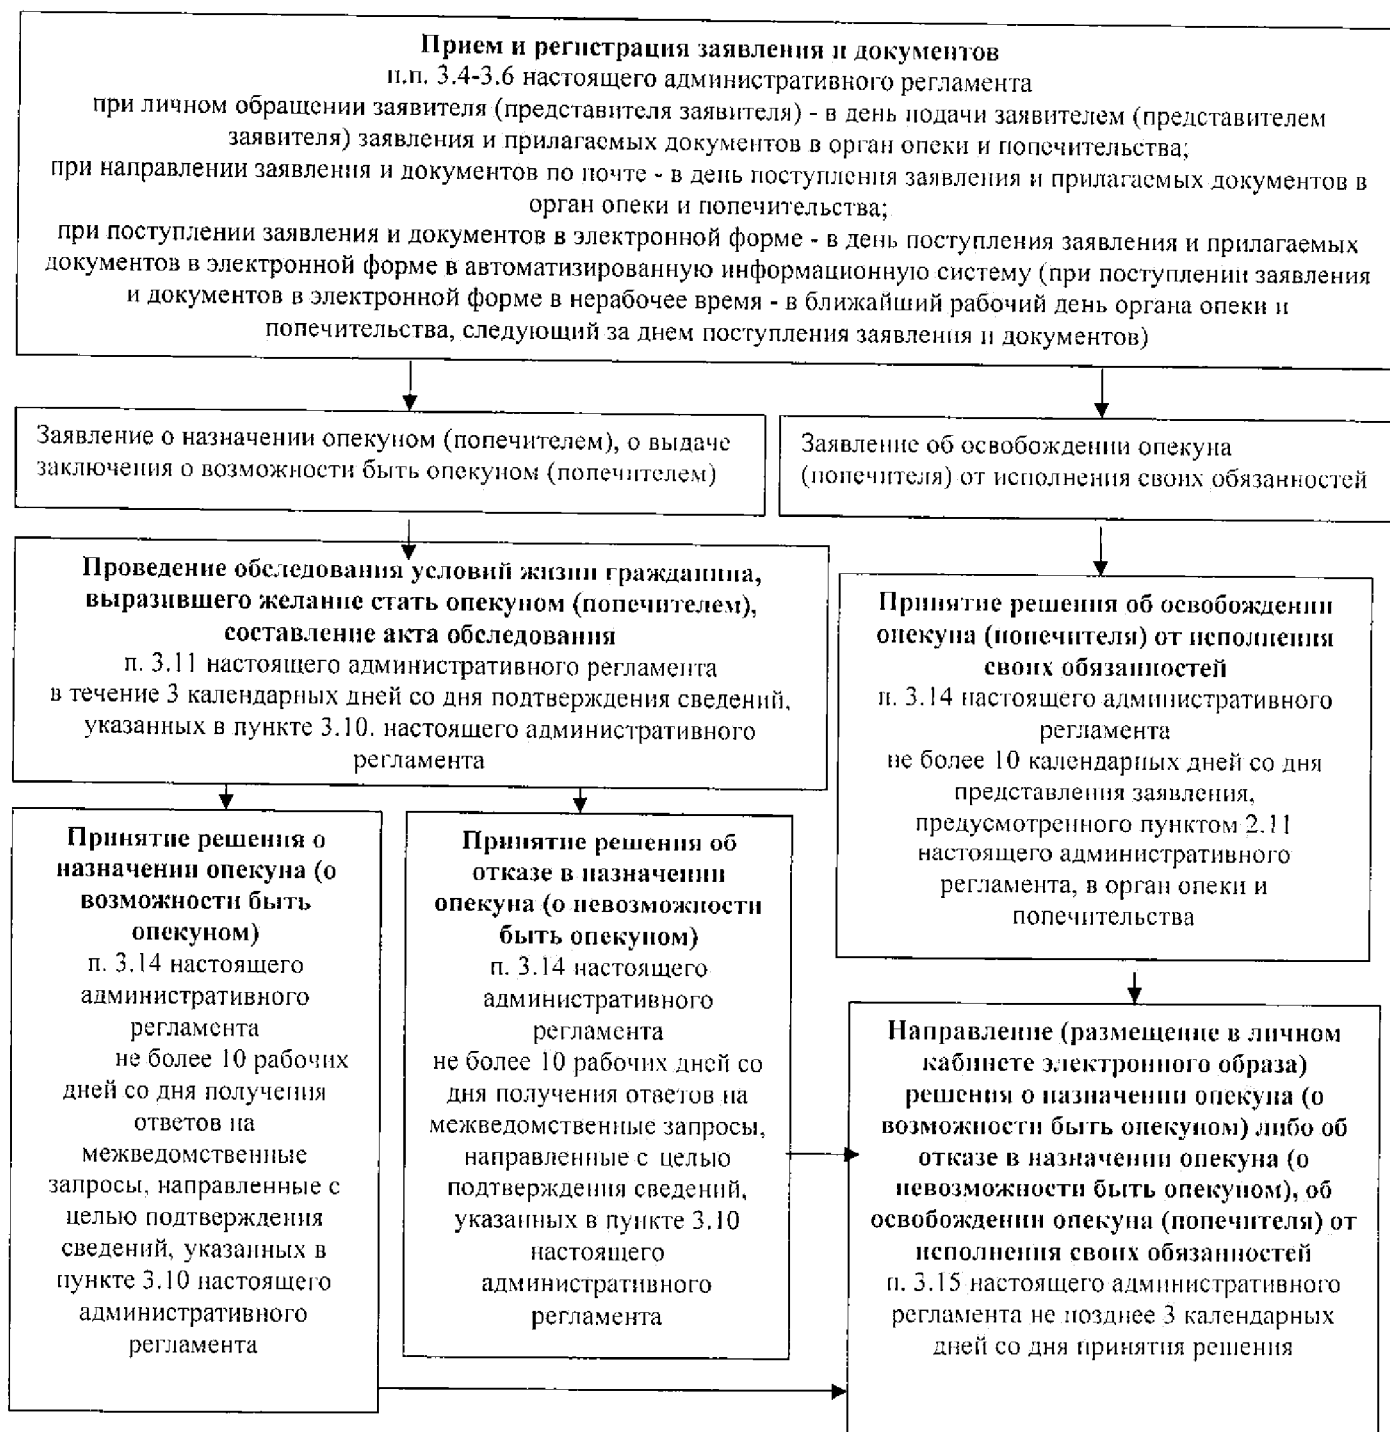 Прием и регистрация заявления и документов
п.п. 3.4-3.6 настоящего административного регламента
при личном обращении заявителя (представителя заявителя) - в день подачи заявителем (представителем
заявителя) заявления и прилагаемых документов в орган опеки и попечительства;
при направлении заявления и документов по почте - в день поступления заявления и прилагаемых документов в
орган опеки и попечительства;
при поступлении заявления и документов в электронной форме - в день поступления заявления и прилагаемых
документов в электронной форме в автоматизированную информационную систему (при поступлении заявления
и документов в электронной форме в нерабочее время - в ближайший рабочий день органа опеки и
попечительства, следующий за днем поступления заявления и документов)
Заявление о назначении опекуном (попечителем), о выдаче
заключения о возможности быть опекуном (попечителем)
Заявление об освобождении опекуна
(попечителя) от исполнения своих обязанностей
Проведение обследования условий жизни гражданина,
выразившего желание стать опекуном (попечителем),
составление акта обследования
п. 3.11 настоящего административного регламента
в течение 3 календарных дней со дня подтверждения сведений,
указанных в пункте 3.10. настоящего административного
регламента
Принятие решения об освобождении
опекуна (попечителя) от исполнения
своих обязанностей
п. 3.14 настоящего административного
регламента
не более 10 календарных дней со дня
представления заявления,
предусмотренного пунктом 2.11
настоящего административного
регламента, в орган опеки и
попечительства
Принятие решения о
назначении опекуна (о
возможности быть
опекуном)
п. 3.14 настоящего
административного
регламента
не более 10 рабочих
дней со дня получения
ответов на
межведомственные
запросы, направленные с
целью подтверждения
сведений, указанных в
пункте 3.10 настоящего
административного
регламента
Принятие решения об
отказе в назначении
опекуна (о невозможности
быть опекуном)
п. 3.14 настоящего
административного
регламента
не более 10 рабочих дней со
дня получения ответов на
межведомственные запросы,
направленные с целью
подтверждения сведений,
указанных в пункте 3.10
настоящего
административного
регламента
Направление (размещение в личном
кабинете электронного образа)
решения о назначении опекуна (о
возможности быть опекуном) либо об
отказе в назначении опекуна (о
невозможности быть опекуном), об
освобождении опекуна (попечителя) от
исполнения своих обязанностей
п. 3.15 настоящего административного
регламента не позднее 3 календарных
дней со дня принятия решения